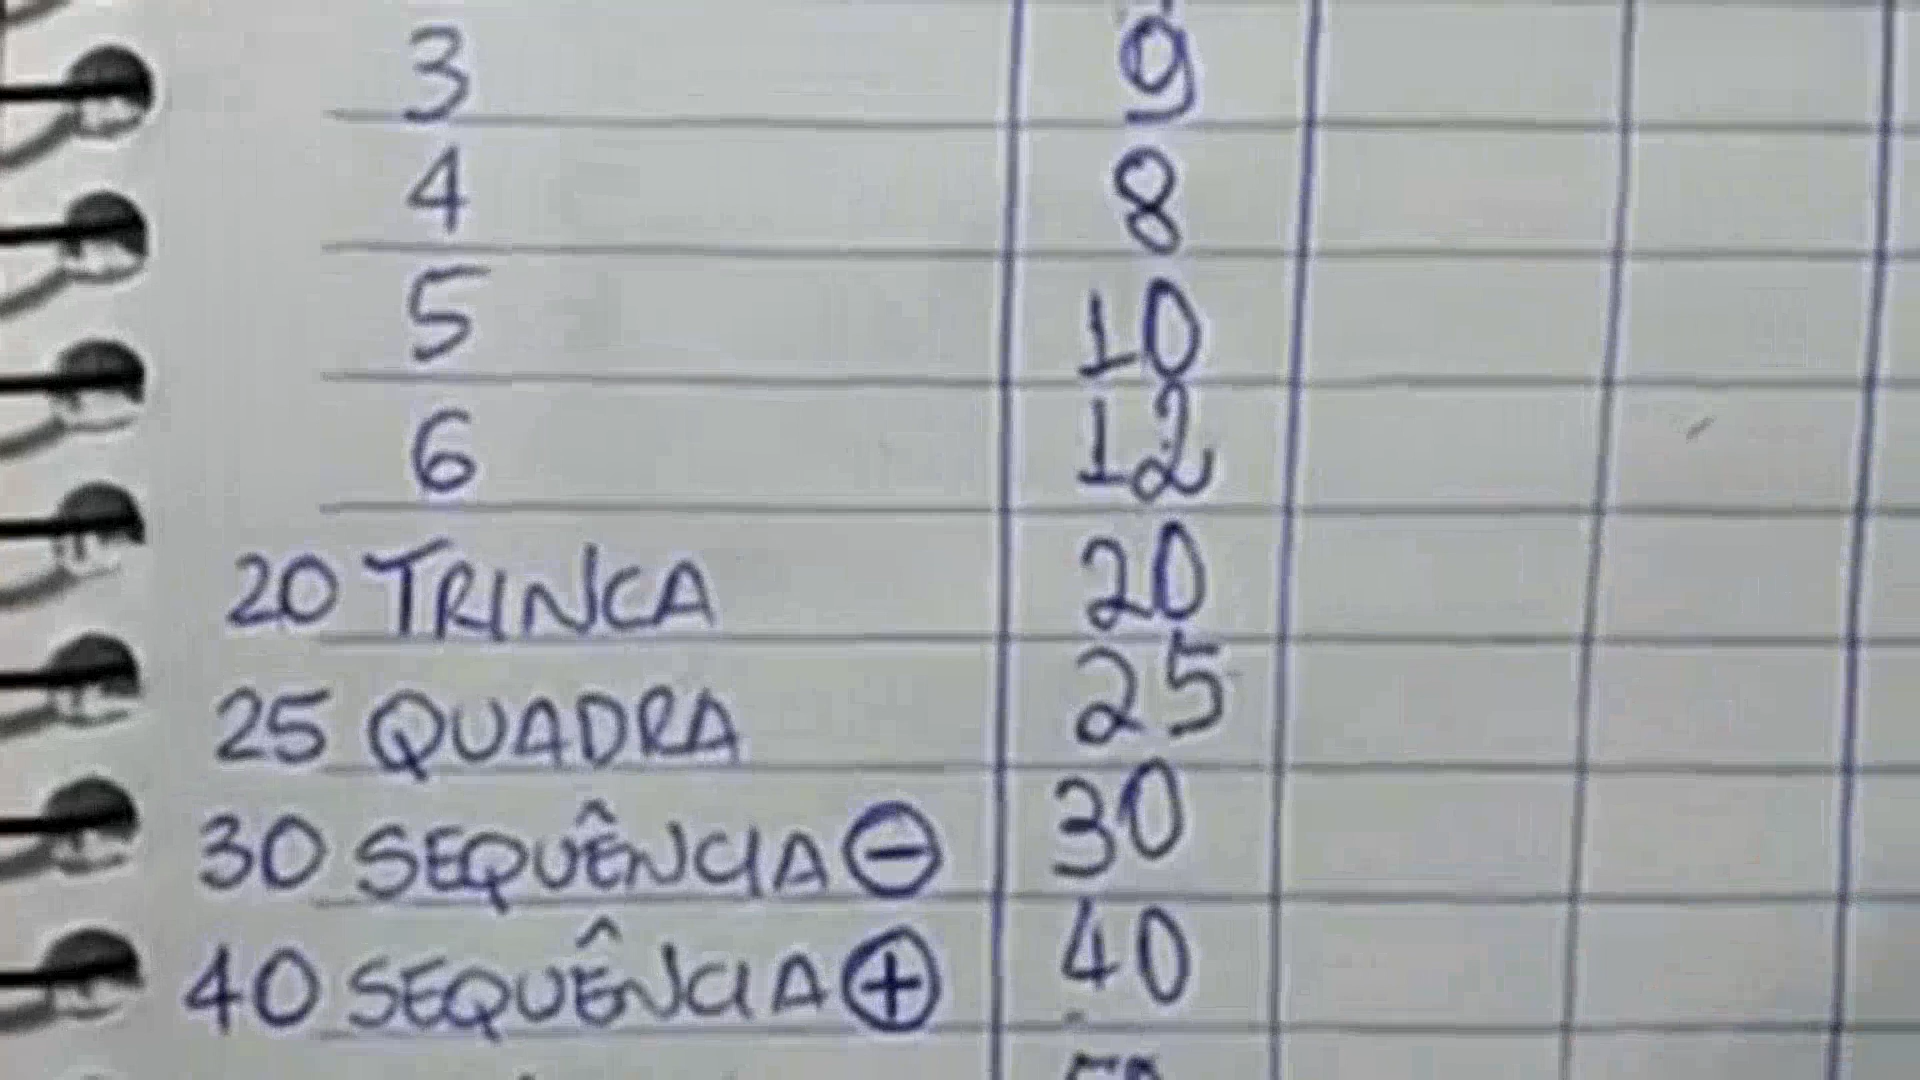 3 9
4 8
5 10
6 12
20 TRINCA 20
25 QUADRA 25
30 SEQUÊNCIA ⊖ 30
40 SEQUÊNCIA ⊕ 40